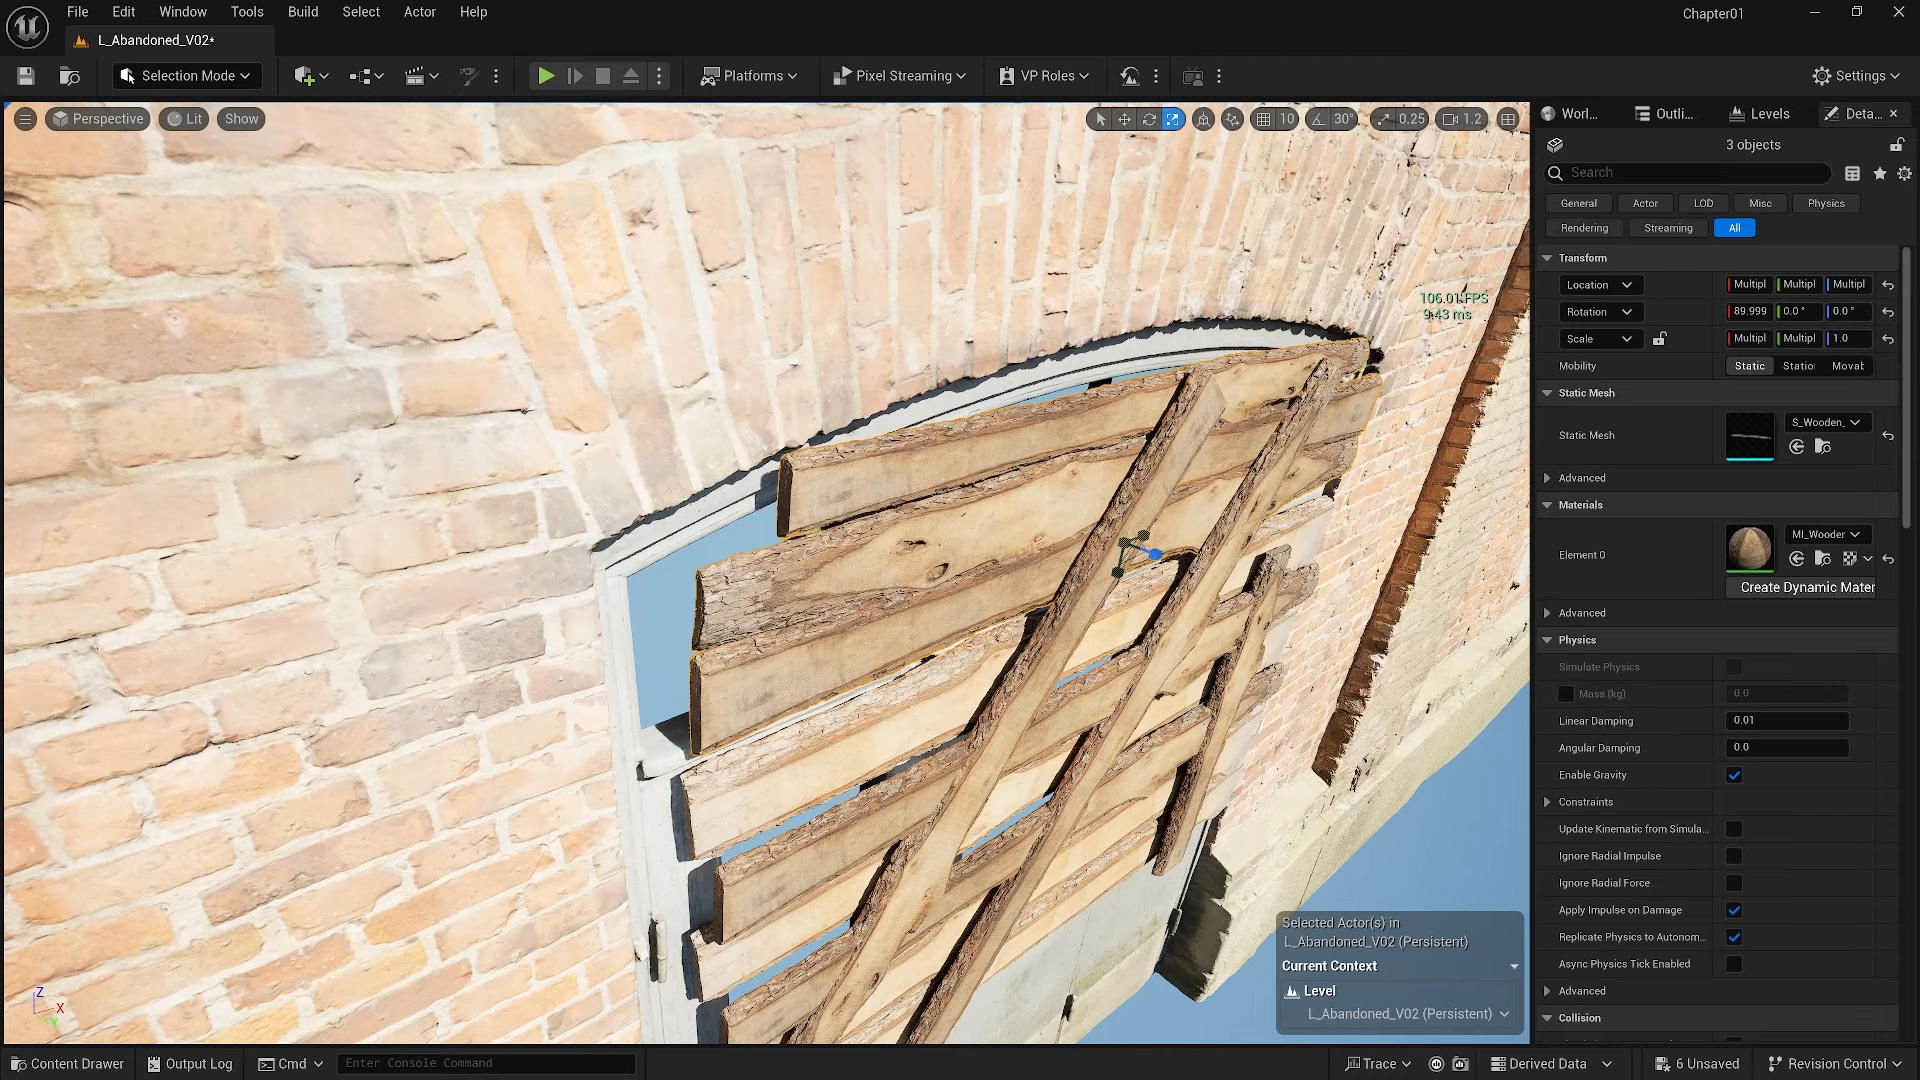 File Edit Window Tools Build Select Actor Help
Chapter01
L_Abandoned_V02*
Selection Mode
Platforms
Pixel Streaming
VP Roles
Settings
Perspective Lit Show
10 30° 0.25 1.2
106.01 FPS
9.43 ms
Worl... Outli... Levels Deta...
3 objects
Search
General Actor LOD Misc Physics
Rendering Streaming All
Transform
Location Multipl Multipl Multipl
Rotation 89.999 0.0° 0.0°
Scale Multipl Multipl 1.0
Mobility Static Statio Movat
Static Mesh
S_Wooden_
Static Mesh
Advanced
Materials
MI_Wooder
Element 0
Create Dynamic Mater
Advanced
Physics
Simulate Physics
Mass (kg) 0.0
Linear Damping 0.01
Angular Damping 0.0
Enable Gravity
Constraints
Update Kinematic from Simula...
Ignore Radial Impulse
Ignore Radial Force
Apply Impulse on Damage
Replicate Physics to Autonom...
Async Physics Tick Enabled
Advanced
Collision
Selected Actor(s) in
L_Abandoned_V02 (Persistent)
Current Context
Level
L_Abandoned_V02 (Persistent)
Z
X
Y
Content Drawer Output Log Cmd Enter Console Command
Trace Derived Data 6 Unsaved Revision Control